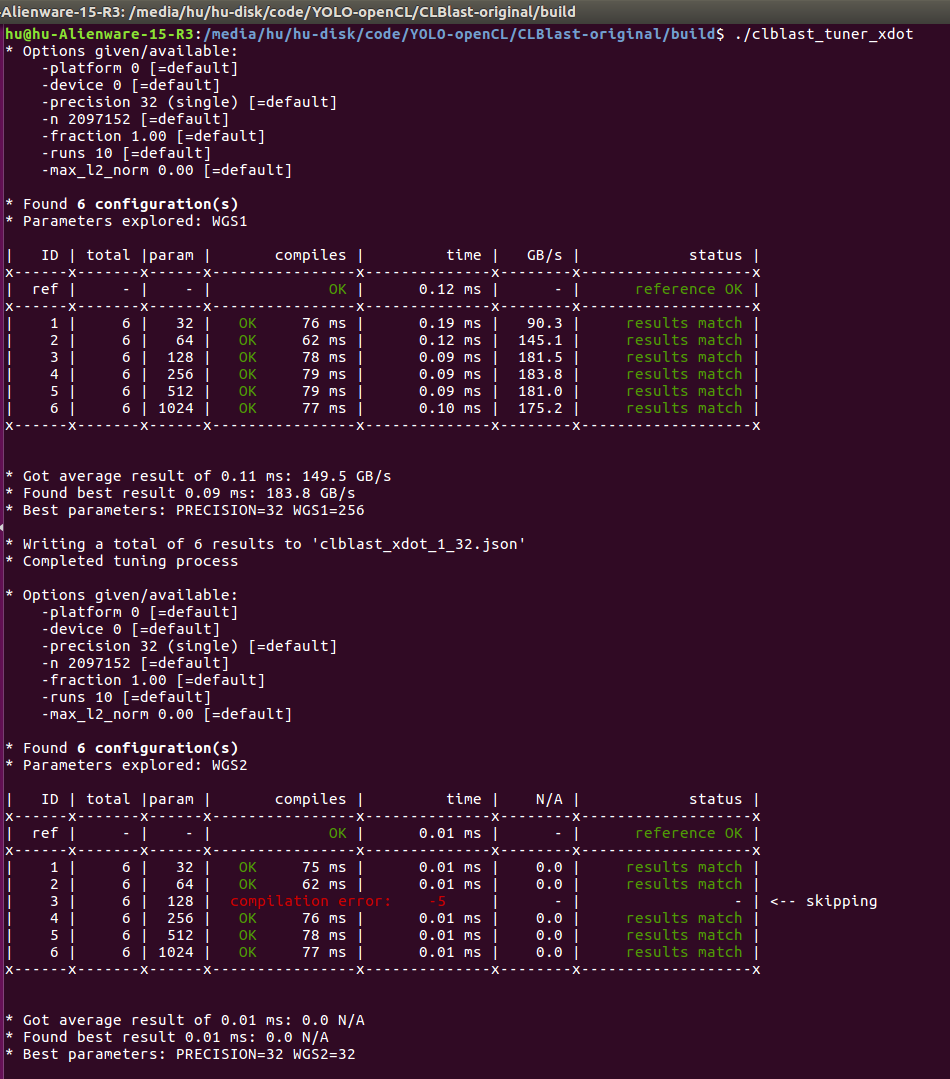 -Alienware-15-R3: /media/hu/hu-disk/code/YOLO-openCL/CLBlast-original/build
hu@hu-Alienware-15-R3:/media/hu/hu-disk/code/YOLO-openCL/CLBlast-original/build$ ./clblast_tuner_xdot
* Options given/available:
    -platform 0 [=default]
    -device 0 [=default]
    -precision 32 (single) [=default]
    -n 2097152 [=default]
    -fraction 1.00 [=default]
    -runs 10 [=default]
    -max_l2_norm 0.00 [=default]

* Found 6 configuration(s)
* Parameters explored: WGS1

|   ID | total |param |       compiles |         time |   GB/s |            status |
x------x-------x------x----------------x--------------x--------x-------------------x
|  ref |     - |    - |             OK |      0.12 ms |      - |      reference OK |
x------x-------x------x----------------x--------------x--------x-------------------x
|    1 |     6 |   32 |   OK     76 ms |      0.19 ms |   90.3 |     results match |
|    2 |     6 |   64 |   OK     62 ms |      0.12 ms |  145.1 |     results match |
|    3 |     6 |  128 |   OK     78 ms |      0.09 ms |  181.5 |     results match |
|    4 |     6 |  256 |   OK     79 ms |      0.09 ms |  183.8 |     results match |
|    5 |     6 |  512 |   OK     79 ms |      0.09 ms |  181.0 |     results match |
|    6 |     6 | 1024 |   OK     77 ms |      0.10 ms |  175.2 |     results match |
x------x-------x------x----------------x--------------x--------x-------------------x


* Got average result of 0.11 ms: 149.5 GB/s
* Found best result 0.09 ms: 183.8 GB/s
* Best parameters: PRECISION=32 WGS1=256

* Writing a total of 6 results to 'clblast_xdot_1_32.json'
* Completed tuning process

* Options given/available:
    -platform 0 [=default]
    -device 0 [=default]
    -precision 32 (single) [=default]
    -n 2097152 [=default]
    -fraction 1.00 [=default]
    -runs 10 [=default]
    -max_l2_norm 0.00 [=default]

* Found 6 configuration(s)
* Parameters explored: WGS2

|   ID | total |param |       compiles |         time |    N/A |            status |
x------x-------x------x----------------x--------------x--------x-------------------x
|  ref |     - |    - |             OK |      0.01 ms |      - |      reference OK |
x------x-------x------x----------------x--------------x--------x-------------------x
|    1 |     6 |   32 |   OK     75 ms |      0.01 ms |    0.0 |     results match |
|    2 |     6 |   64 |   OK     62 ms |      0.01 ms |    0.0 |     results match |
|    3 |     6 |  128 |  compilation error:    -5     |      - |                 - | <-- skipping
|    4 |     6 |  256 |   OK     76 ms |      0.01 ms |    0.0 |     results match |
|    5 |     6 |  512 |   OK     78 ms |      0.01 ms |    0.0 |     results match |
|    6 |     6 | 1024 |   OK     77 ms |      0.01 ms |    0.0 |     results match |
x------x-------x------x----------------x--------------x--------x-------------------x


* Got average result of 0.01 ms: 0.0 N/A
* Found best result 0.01 ms: 0.0 N/A
* Best parameters: PRECISION=32 WGS2=32